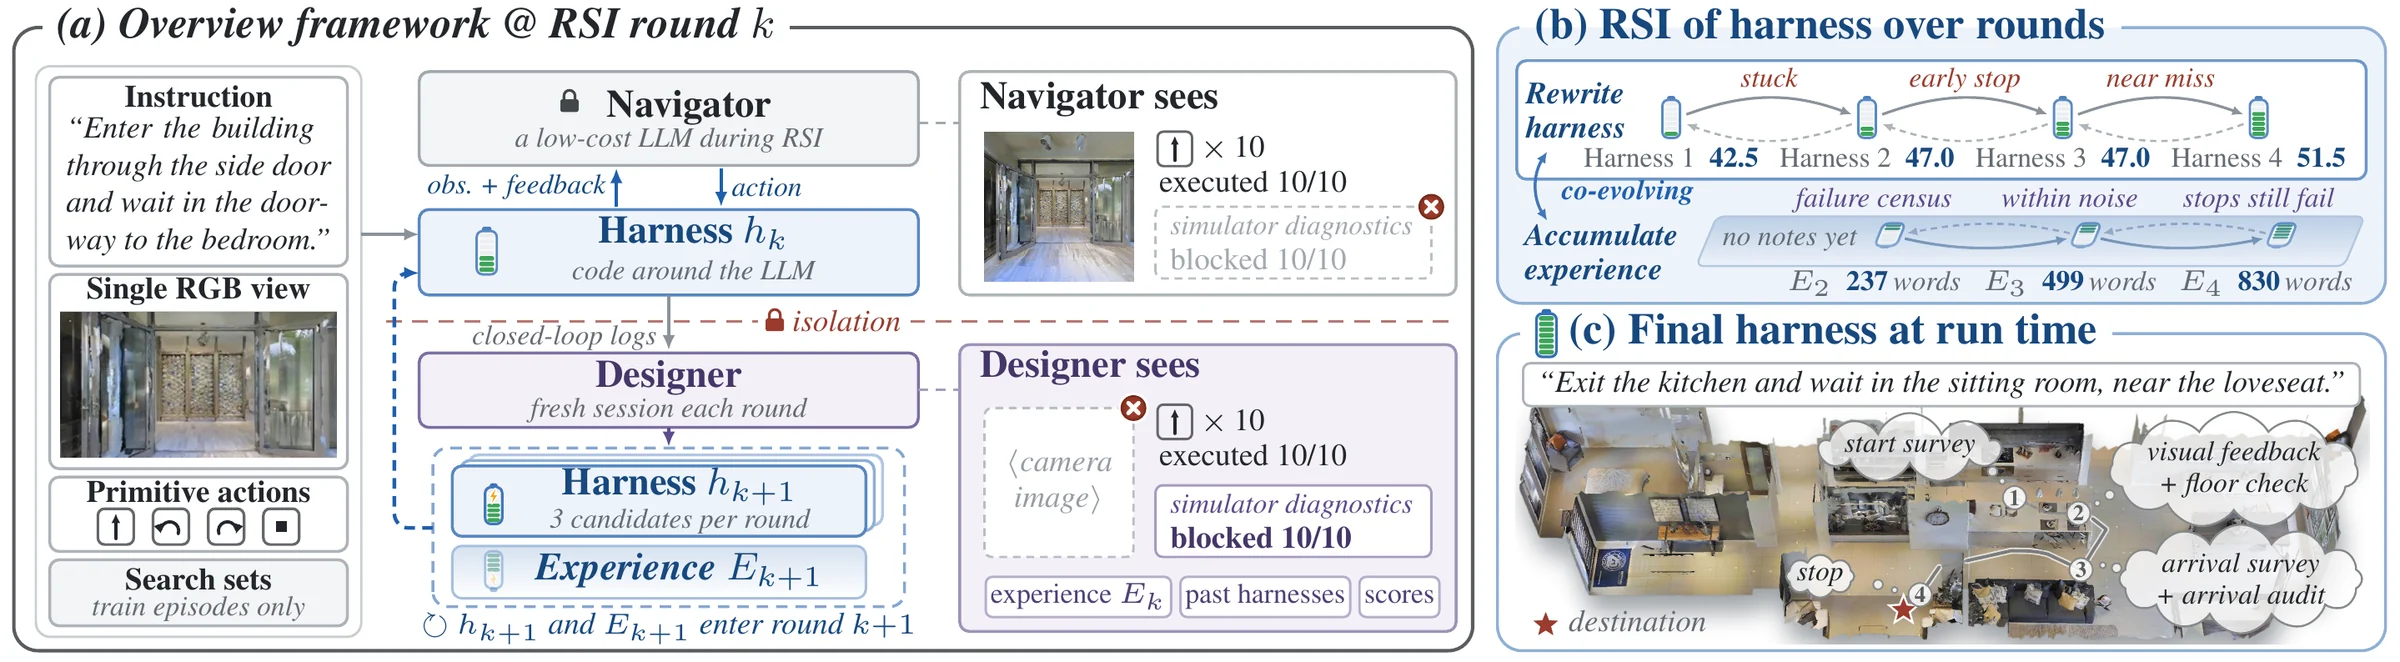 (a) Overview framework @ RSI round k
Instruction
“Enter the building
through the side door
and wait in the door-
way to the bedroom.”
Single RGB view
Primitive actions
Search sets
train episodes only
Navigator
a low-cost LLM during RSI
obs. + feedback
action
Harness hₖ
code around the LLM
isolation
closed-loop logs
Designer
fresh session each round
Harness hₖ₊₁
3 candidates per round
Experience Eₖ₊₁
↻ hₖ₊₁ and Eₖ₊₁ enter round k+1
Navigator sees
↑ × 10
executed 10/10
simulator diagnostics
blocked 10/10
Designer sees
⟨camera
image⟩
↑ × 10
executed 10/10
simulator diagnostics
blocked 10/10
experience Eₖ
past harnesses
scores
(b) RSI of harness over rounds
Rewrite
harness
stuck
early stop
near miss
Harness 1 42.5 Harness 2 47.0 Harness 3 47.0 Harness 4 51.5
co-evolving
failure census
within noise
stops still fail
Accumulate
experience
no notes yet
E₂ 237 words E₃ 499 words E₄ 830 words
(c) Final harness at run time
“Exit the kitchen and wait in the sitting room, near the loveseat.”
start survey
visual feedback
+ floor check
1
2
3
4
stop
arrival survey
+ arrival audit
destination